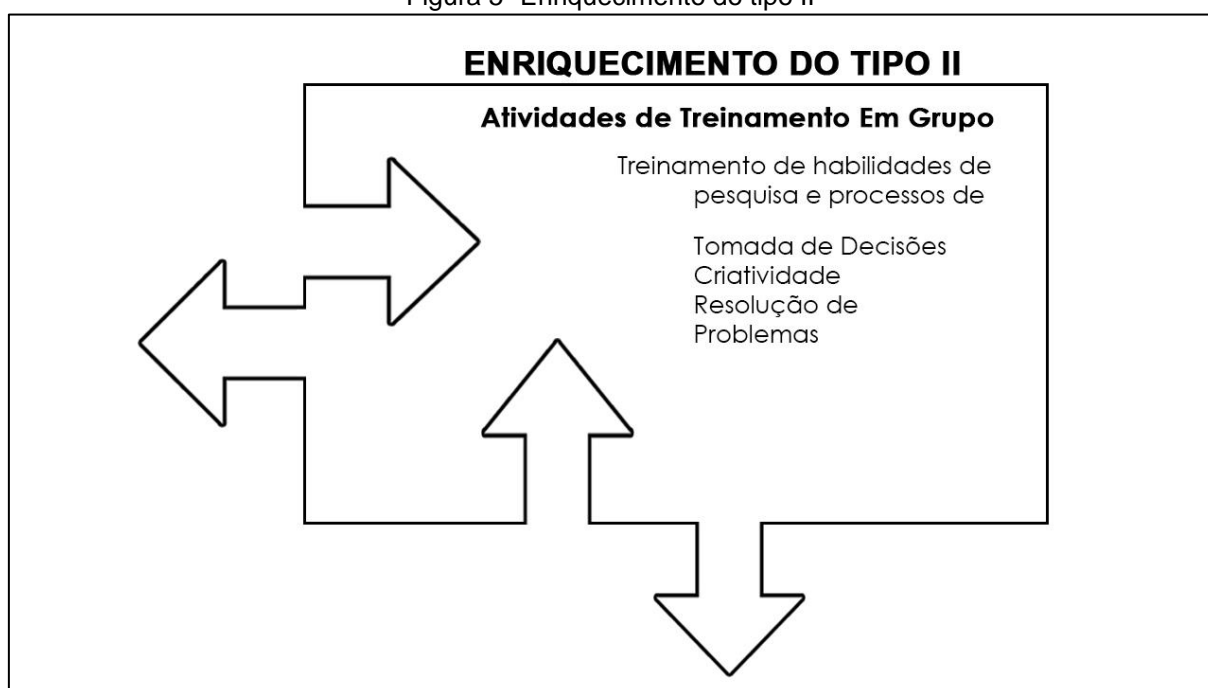 ENRIQUECIMENTO DO TIPO II
Atividades de Treinamento Em Grupo
Treinamento de habilidades de
pesquisa e processos de
Tomada de Decisões
Criatividade
Resolução de
Problemas